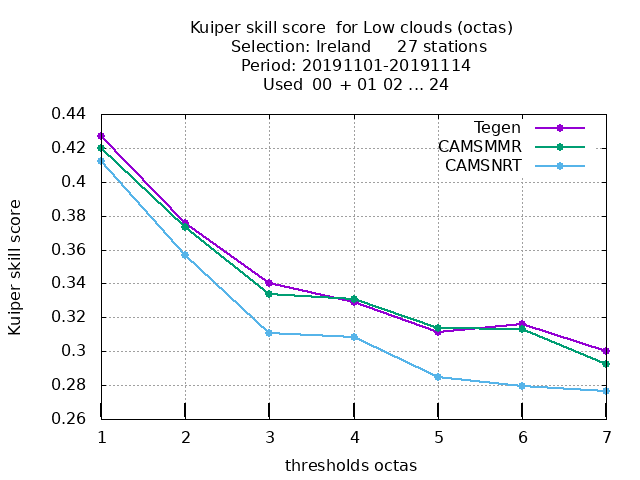 Kuiper skill score  for Low clouds (octas)
Selection: Ireland     27 stations
Period: 20191101-20191114
Used  00  + 01 02 ... 24
0.44
0.42
0.4
0.38
0.36
0.34
0.32
0.3
0.28
0.26
Kuiper skill score
Tegen
CAMSMMR
CAMSNRT
1 2 3 4 5 6 7
thresholds octas